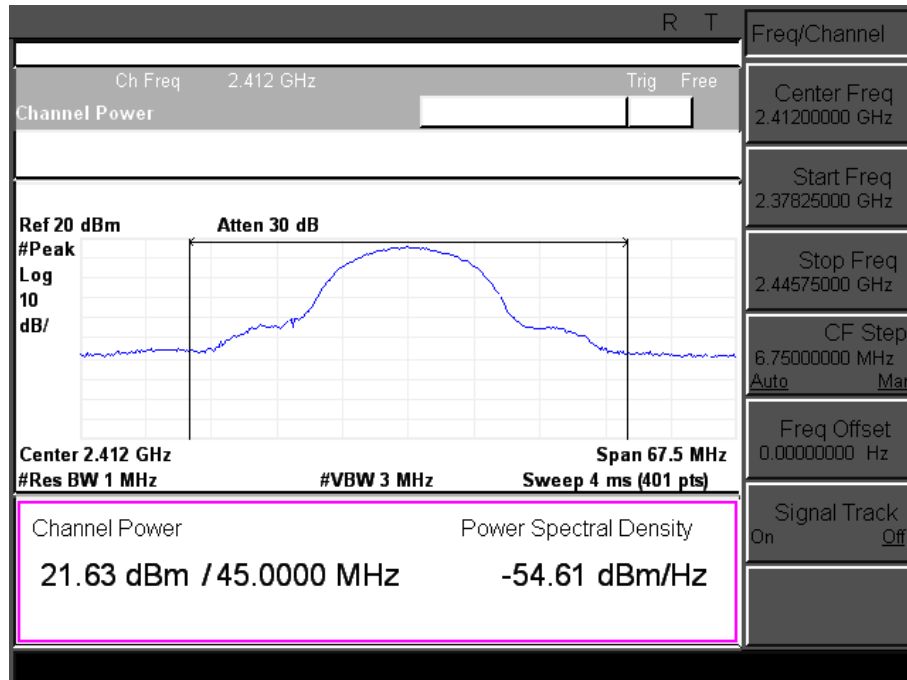 R T
Freq/Channel
Ch Freq 2.412 GHz Trig Free
Channel Power
Center Freq
2.41200000 GHz
Start Freq
2.37825000 GHz
Ref 20 dBm Atten 30 dB
#Peak
Log
10
dB/
Stop Freq
2.44575000 GHz
CF Step
6.75000000 MHz
Auto Man
Freq Offset
0.00000000 Hz
Center 2.412 GHz Span 67.5 MHz
#Res BW 1 MHz #VBW 3 MHz Sweep 4 ms (401 pts)
Signal Track
On Off
Channel Power Power Spectral Density
21.63 dBm / 45.0000 MHz -54.61 dBm/Hz